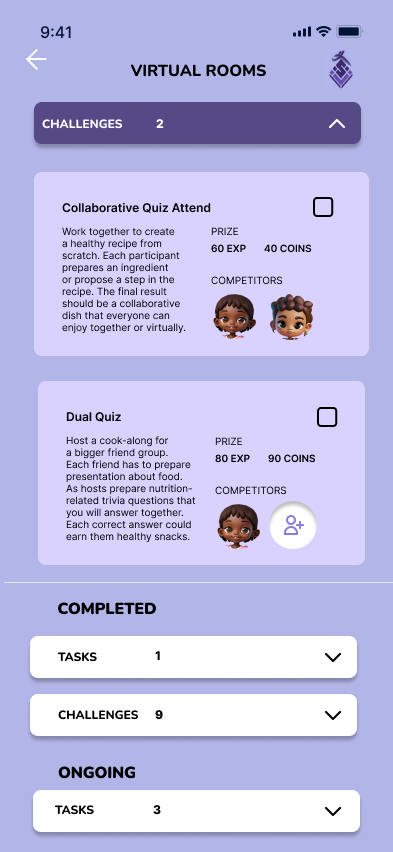 9:41
VIRTUAL ROOMS
CHALLENGES 2
Collaborative Quiz Attend
Work together to create
a healthy recipe from
scratch. Each participant
prepares an ingredient
or propose a step in the
recipe. The final result
should be a collaborative
dish that everyone can
enjoy together or virtually.
PRIZE
60 EXP 40 COINS
COMPETITORS
Dual Quiz
Host a cook-along for
a bigger friend group.
Each friend has to prepare
presentation about food.
As hosts prepare nutrition-
related trivia questions that
you will answer together.
Each correct answer could
earn them healthy snacks.
PRIZE
80 EXP 90 COINS
COMPETITORS
COMPLETED
TASKS 1
CHALLENGES 9
ONGOING
TASKS 3